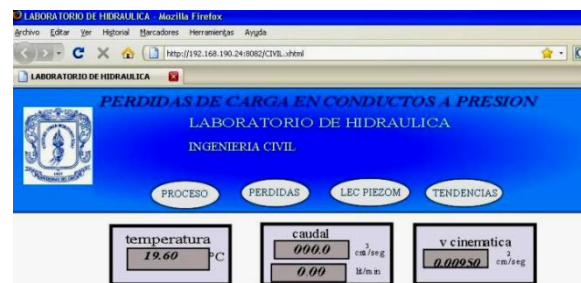 LABORATORIO DE HIDRAULICA - Mozilla Firefox
Archivo Editar Ver Historial Marcadores Herramientas Ayuda
http://192.168.190.24:8082/CIVIL.xhtml
LABORATORIO DE HIDRAULICA
PERDIDAS DE CARGA EN CONDUCTOS A PRESION
LABORATORIO DE HIDRAULICA
INGENIERIA CIVIL
PROCESO PERDIDAS LEC PIEZOM TENDENCIAS
temperatura
19.60 °C
caudal
000.0 cm3/seg
0.00 lit/min
v cinematica
0.00950 cm2/seg